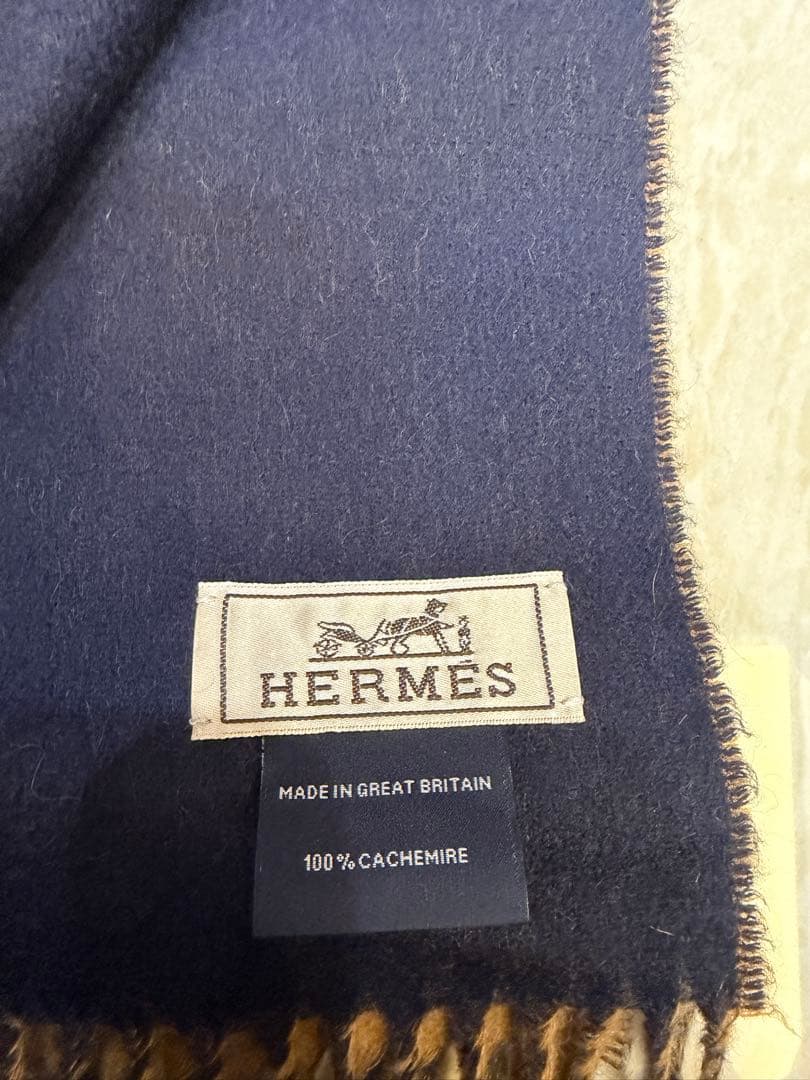 HERMÈS
MADE IN GREAT BRITAIN
100% CACHEMIRE